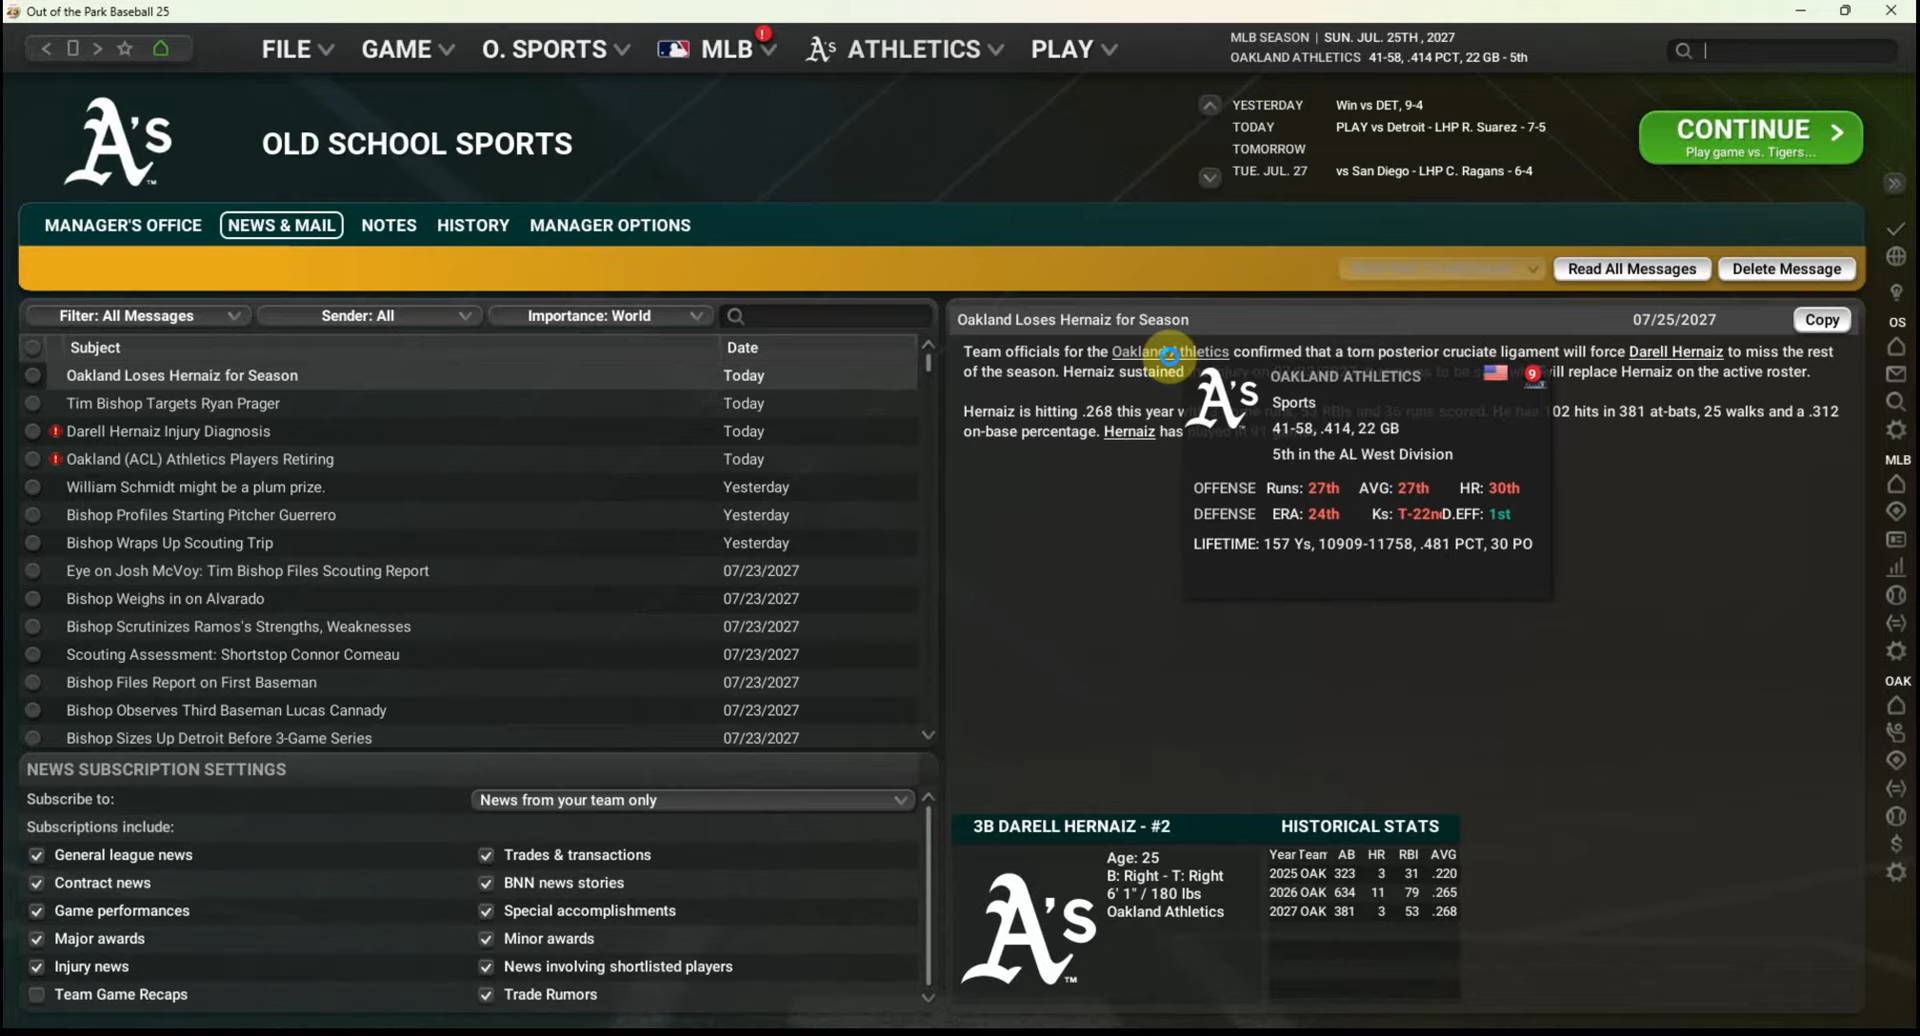 Out of the Park Baseball 25
FILE
GAME
O. SPORTS
MLB
A's ATHLETICS
PLAY
MLB SEASON | SUN. JUL. 25TH , 2027
OAKLAND ATHLETICS 41-58, .414 PCT, 22 GB - 5th
A's
TM
OLD SCHOOL SPORTS
YESTERDAY Win vs DET, 9-4
TODAY PLAY vs Detroit - LHP R. Suarez - 7-5
TOMORROW
TUE. JUL. 27 vs San Diego - LHP C. Ragans - 6-4
CONTINUE
Play game vs. Tigers...
MANAGER'S OFFICE
NEWS & MAIL
NOTES
HISTORY
MANAGER OPTIONS
Read All Messages
Delete Message
Filter: All Messages
Sender: All
Importance: World
Subject Date
Oakland Loses Hernaiz for Season Today
Tim Bishop Targets Ryan Prager Today
Darell Hernaiz Injury Diagnosis Today
Oakland (ACL) Athletics Players Retiring Today
William Schmidt might be a plum prize. Yesterday
Bishop Profiles Starting Pitcher Guerrero Yesterday
Bishop Wraps Up Scouting Trip Yesterday
Eye on Josh McVoy: Tim Bishop Files Scouting Report 07/23/2027
Bishop Weighs in on Alvarado 07/23/2027
Bishop Scrutinizes Ramos's Strengths, Weaknesses 07/23/2027
Scouting Assessment: Shortstop Connor Comeau 07/23/2027
Bishop Files Report on First Baseman 07/23/2027
Bishop Observes Third Baseman Lucas Cannady 07/23/2027
Bishop Sizes Up Detroit Before 3-Game Series 07/23/2027
NEWS SUBSCRIPTION SETTINGS
Subscribe to: News from your team only
Subscriptions include:
General league news Trades & transactions
Contract news BNN news stories
Game performances Special accomplishments
Major awards Minor awards
Injury news News involving shortlisted players
Team Game Recaps Trade Rumors
Oakland Loses Hernaiz for Season 07/25/2027 Copy
Team officials for the Oakland Athletics confirmed that a torn posterior cruciate ligament will force Darell Hernaiz to miss the rest
of the season. Hernaiz sustained will replace Hernaiz on the active roster.
Hernaiz is hitting .268 this year 102 hits in 381 at-bats, 25 walks and a .312
on-base percentage. Hernaiz has
A's
OAKLAND ATHLETICS
9
Sports
41-58, .414, 22 GB
5th in the AL West Division
OFFENSE Runs: 27th AVG: 27th HR: 30th
DEFENSE ERA: 24th Ks: T-22nd D.EFF: 1st
LIFETIME: 157 Ys, 10909-11758, .481 PCT, 30 PO
3B DARELL HERNAIZ - #2
A's
TM
Age: 25
B: Right - T: Right
6' 1" / 180 lbs
Oakland Athletics
HISTORICAL STATS
Year Team AB HR RBI AVG
2025 OAK 323 3 31 .220
2026 OAK 634 11 79 .265
2027 OAK 381 3 53 .268
OS
MLB
OAK